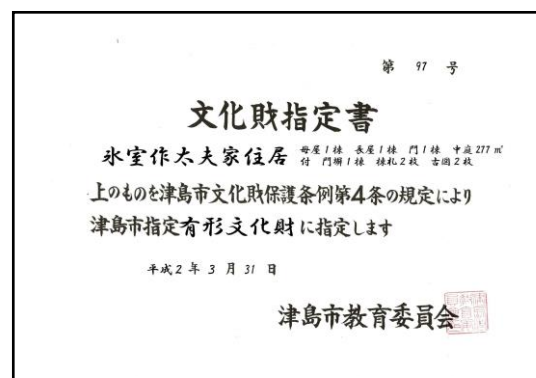 第 97 号
文化財指定書
氷室作太夫家住居 母屋1棟 長屋1棟 門1棟 中庭277㎡
付 門塀1棟 棟札2枚 古図2枚
上のものを津島市文化財保護条例第4条の規定により
津島市指定有形文化財に指定します
平成2年3月31日
津島市教育委員会